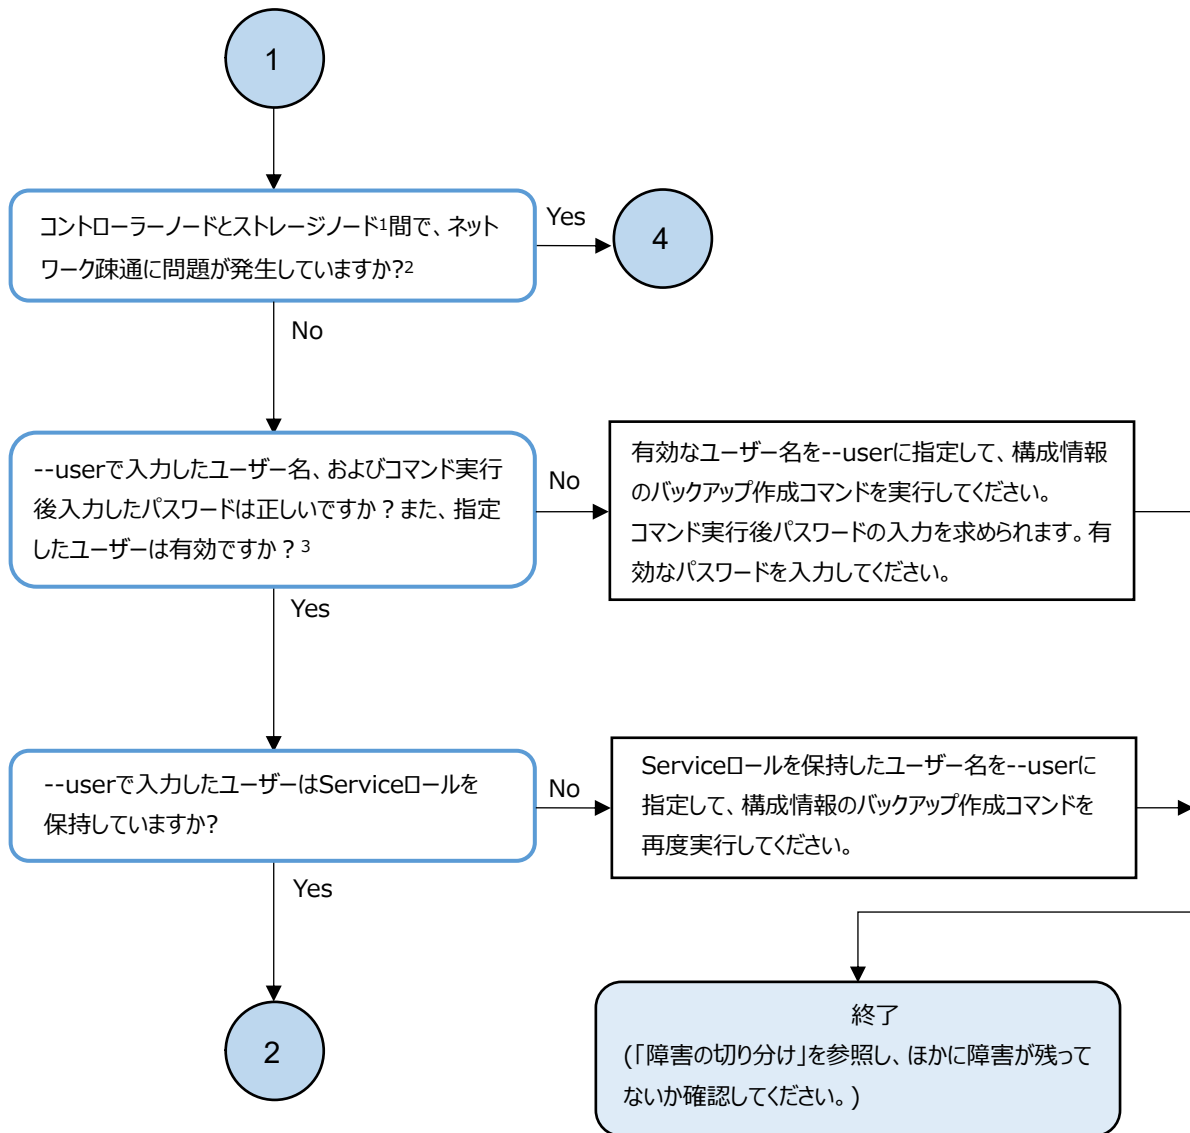 1
コントローラーノードとストレージノード1間で、ネット
ワーク疎通に問題が発生していますか?2
Yes
4
No
--userで入力したユーザー名、およびコマンド実行
後入力したパスワードは正しいですか？また、指定
したユーザーは有効ですか？3
No
有効なユーザー名を--userに指定して、構成情報
のバックアップ作成コマンドを実行してください。
コマンド実行後パスワードの入力を求められます。有
効なパスワードを入力してください。
Yes
--userで入力したユーザーはServiceロールを
保持していますか?
No
Serviceロールを保持したユーザー名を--userに
指定して、構成情報のバックアップ作成コマンドを
再度実行してください。
Yes
2
終了
(「障害の切り分け」を参照し、ほかに障害が残って
ないか確認してください。)